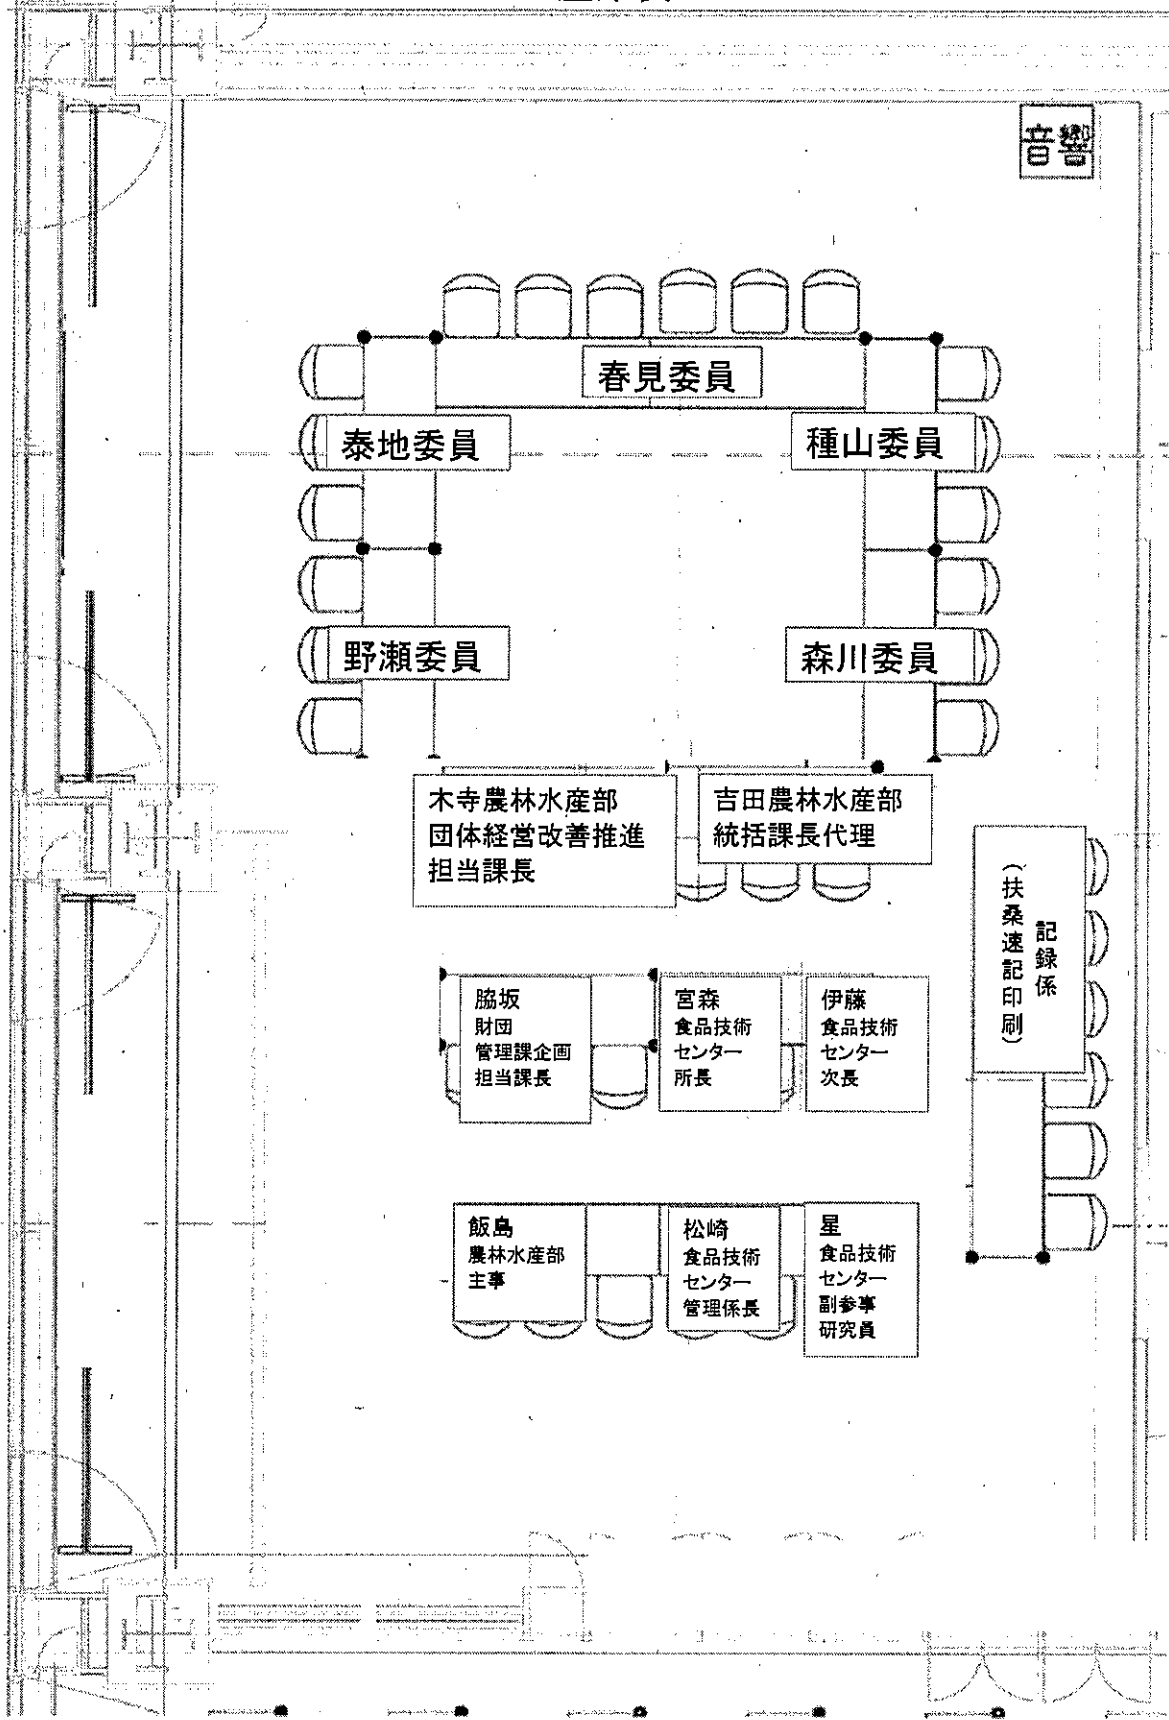 音響
春見委員
泰地委員
種山委員
野瀬委員
森川委員
木寺農林水産部
団体経営改善推進
担当課長
吉田農林水産部
統括課長代理
記録係
（扶桑速記印刷）
脇坂
財団
管理課企画
担当課長
宮森
食品技術
センター
所長
伊藤
食品技術
センター
次長
飯島
農林水産部
主事
松崎
食品技術
センター
管理係長
星
食品技術
センター
副参事
研究員